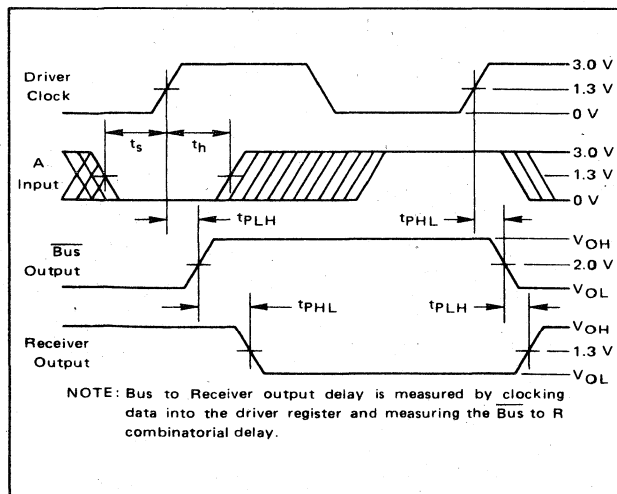 Driver
Clock
3.0 V
1.3 V
0 V
ts
th
A
Input
3.0 V
1.3 V
0 V
tPLH
tPHL
Bus
Output
VOH
2.0 V
VOL
tPHL
tPLH
Receiver
Output
VOH
1.3 V
VOL
NOTE: Bus to Receiver output delay is measured by clocking
data into the driver register and measuring the Bus to R
combinatorial delay.